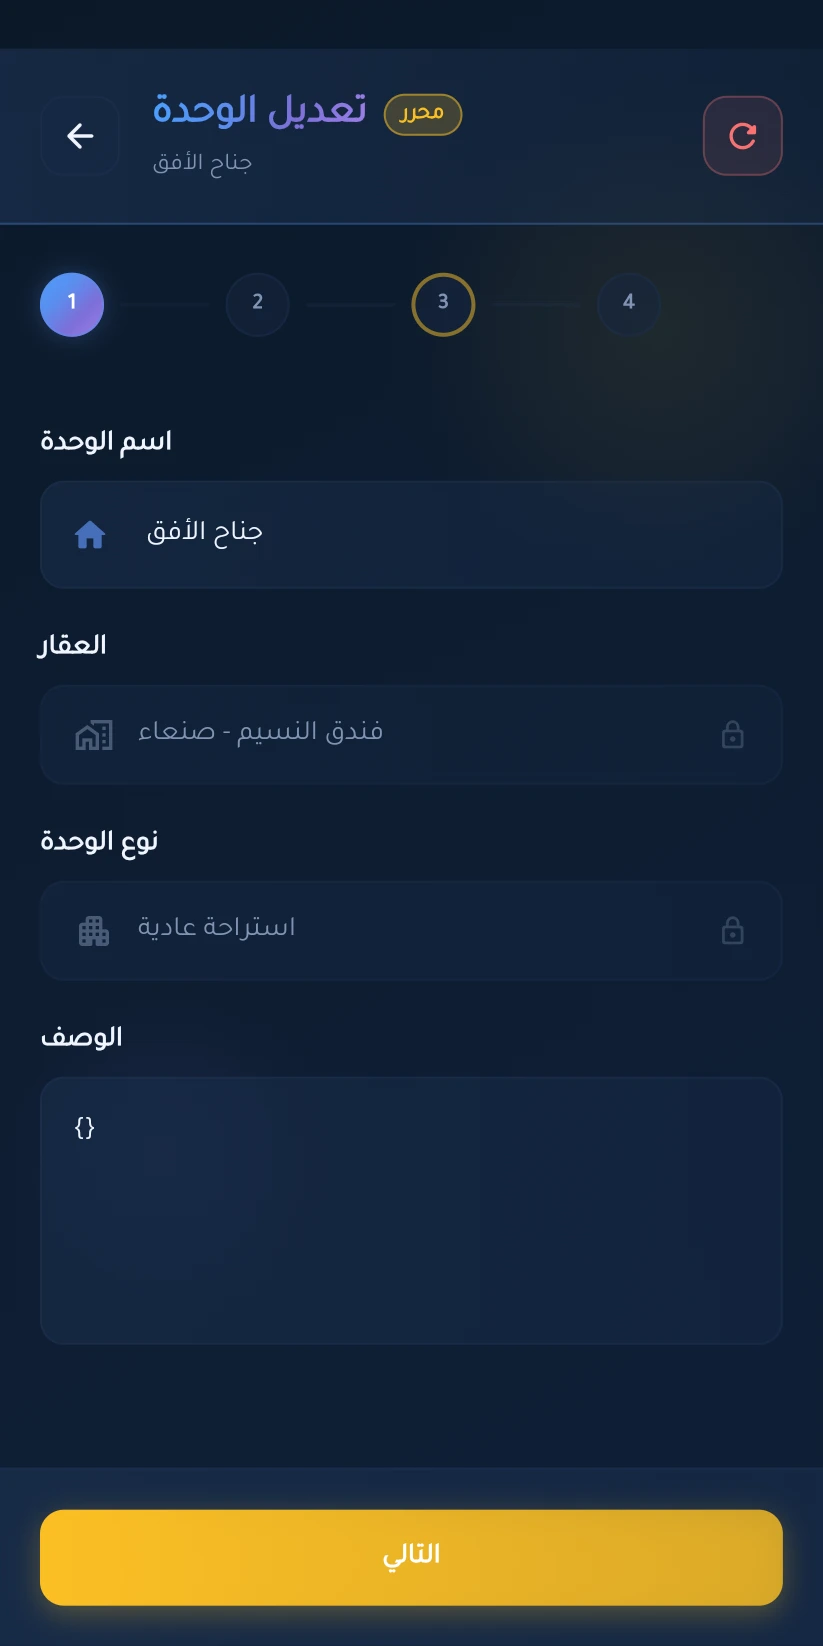 تعديل الوحدة
محرر
جناح الأفق
1
2
3
4
اسم الوحدة
جناح الأفق
العقار
فندق النسيم - صنعاء
نوع الوحدة
استراحة عادية
الوصف
{}
التالي